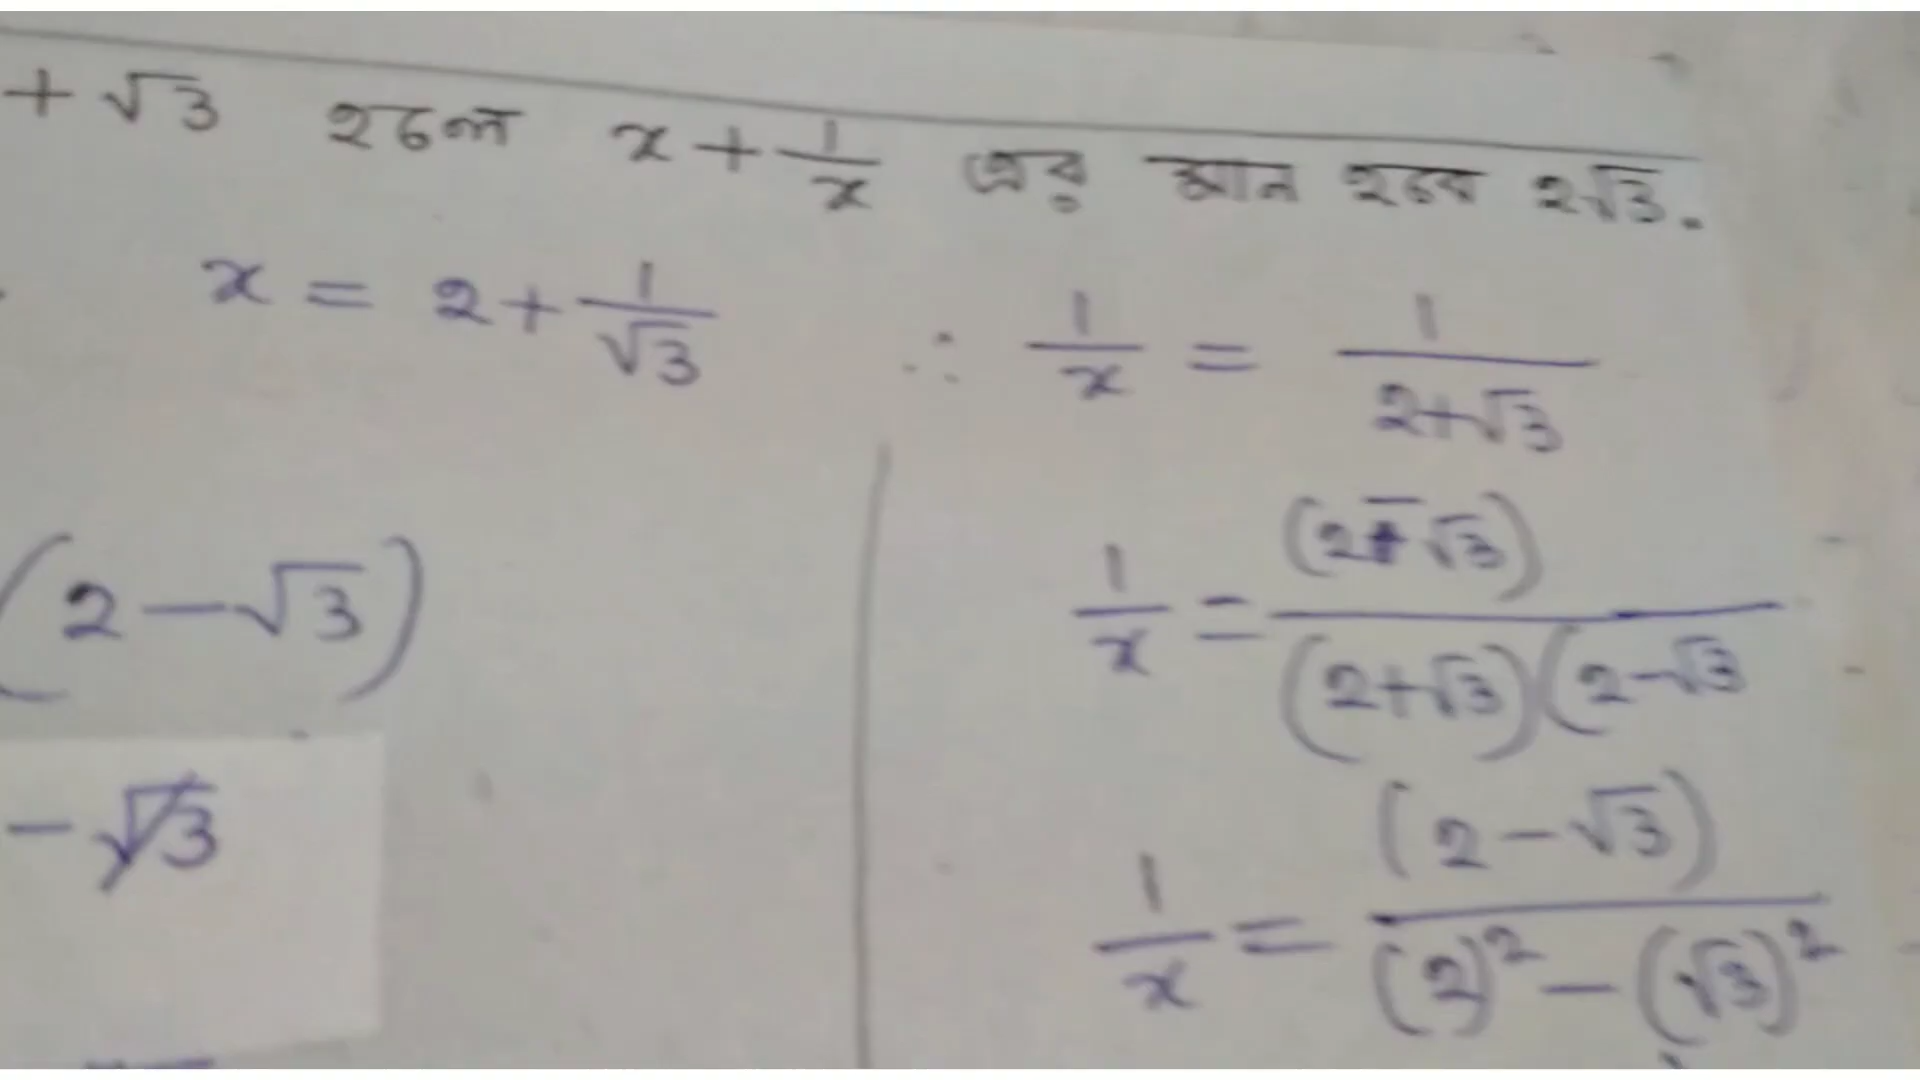 + √3 হলে x + 1/x এর মান হবে 2√3.
x = 2 + 1/√3 ∴ 1/x = 1/(2+√3)
(2 - √3)
1/x = (2-√3)/(2+√3)(2-√3
- √3
1/x = (2 - √3)/(2)² - (√3)²